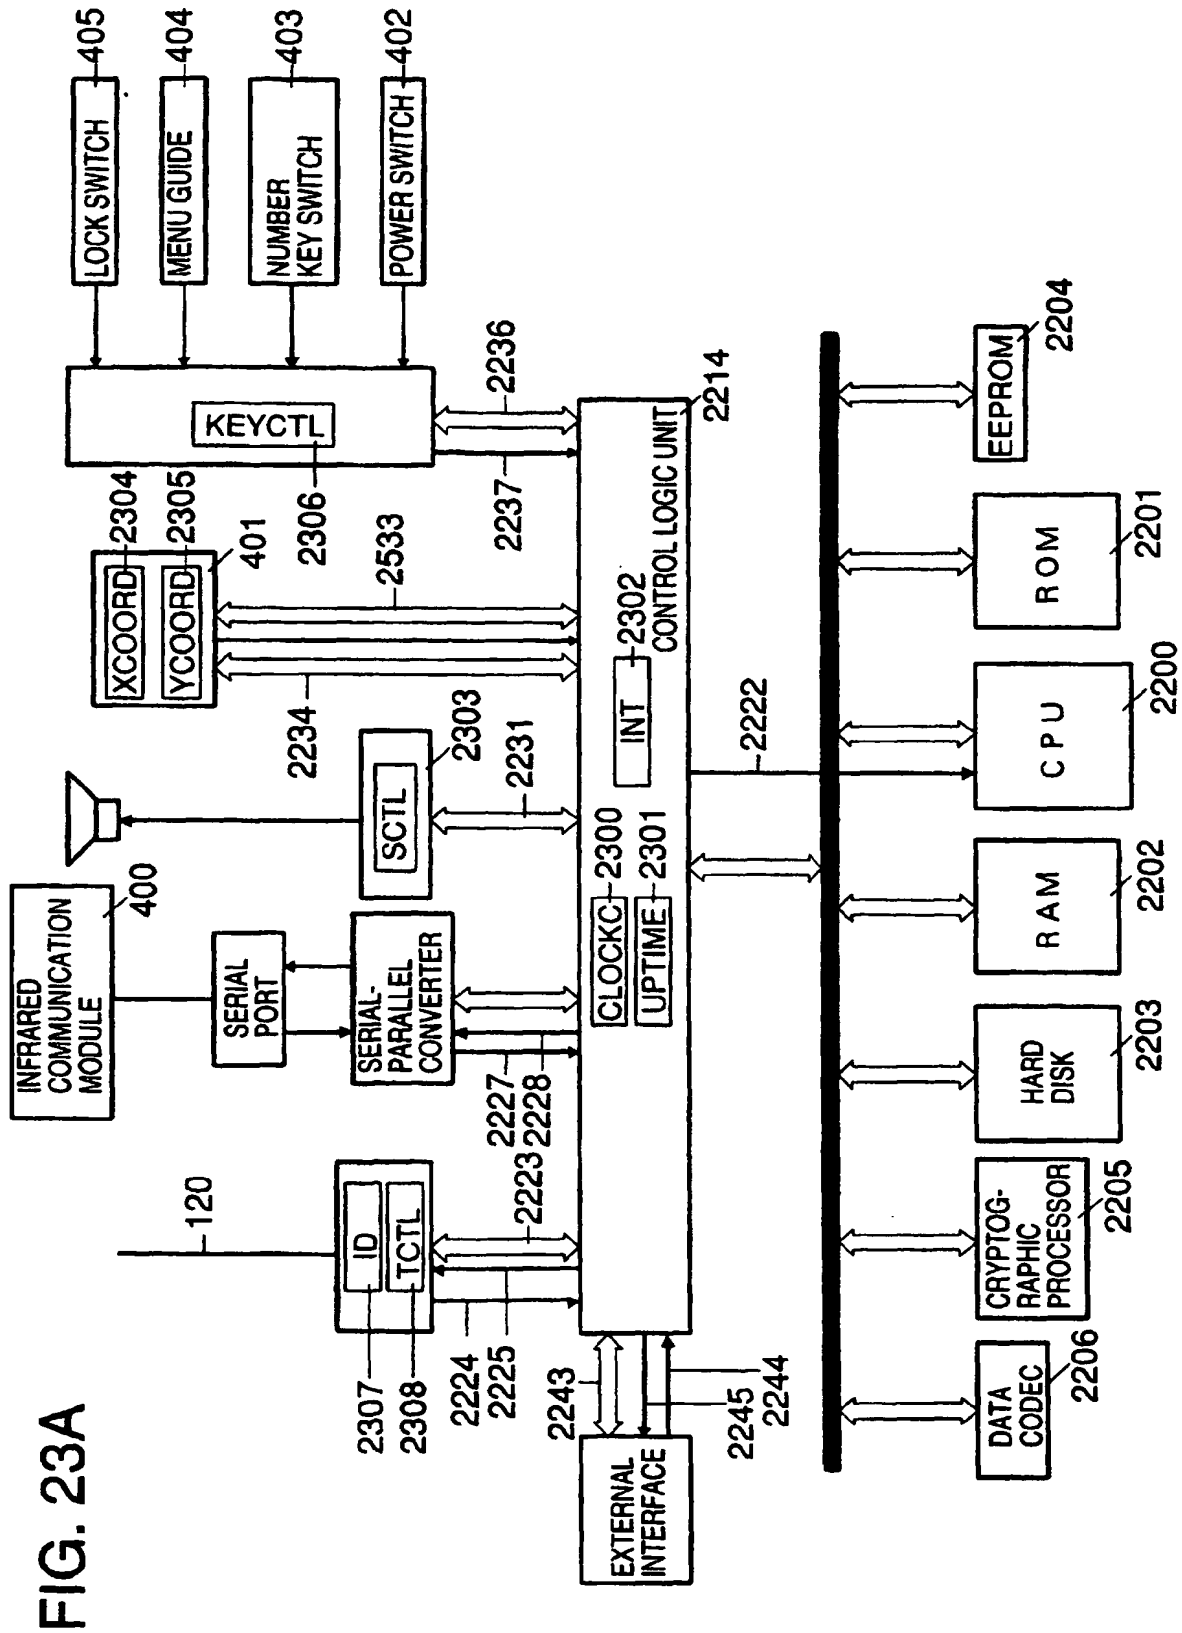 FIG. 23A
INFRARED
COMMUNICATION
MODULE
400
120
SERIAL
PORT
SERIAL-
PARALLEL
CONVERTER
2227
2228
ID
TCTL
2307
2308
2224
2225
2223
SCTL
2303
2231
XCOORD
YCOORD
2304
2305
401
2234
2533
KEYCTL
2306
2237
2236
LOCK SWITCH
405
MENU GUIDE
404
NUMBER
KEY SWITCH
403
POWER SWITCH
402
EXTERNAL
INTERFACE
2243
2245
2244
CLOCKC
2300
UPTIME
2301
INT
2302
CONTROL LOGIC UNIT
2214
2222
DATA
CODEC
2206
CRYPTOG-
RAPHIC
PROCESSOR
2205
HARD
DISK
2203
RAM
2202
CPU
2200
ROM
2201
EEPROM
2204